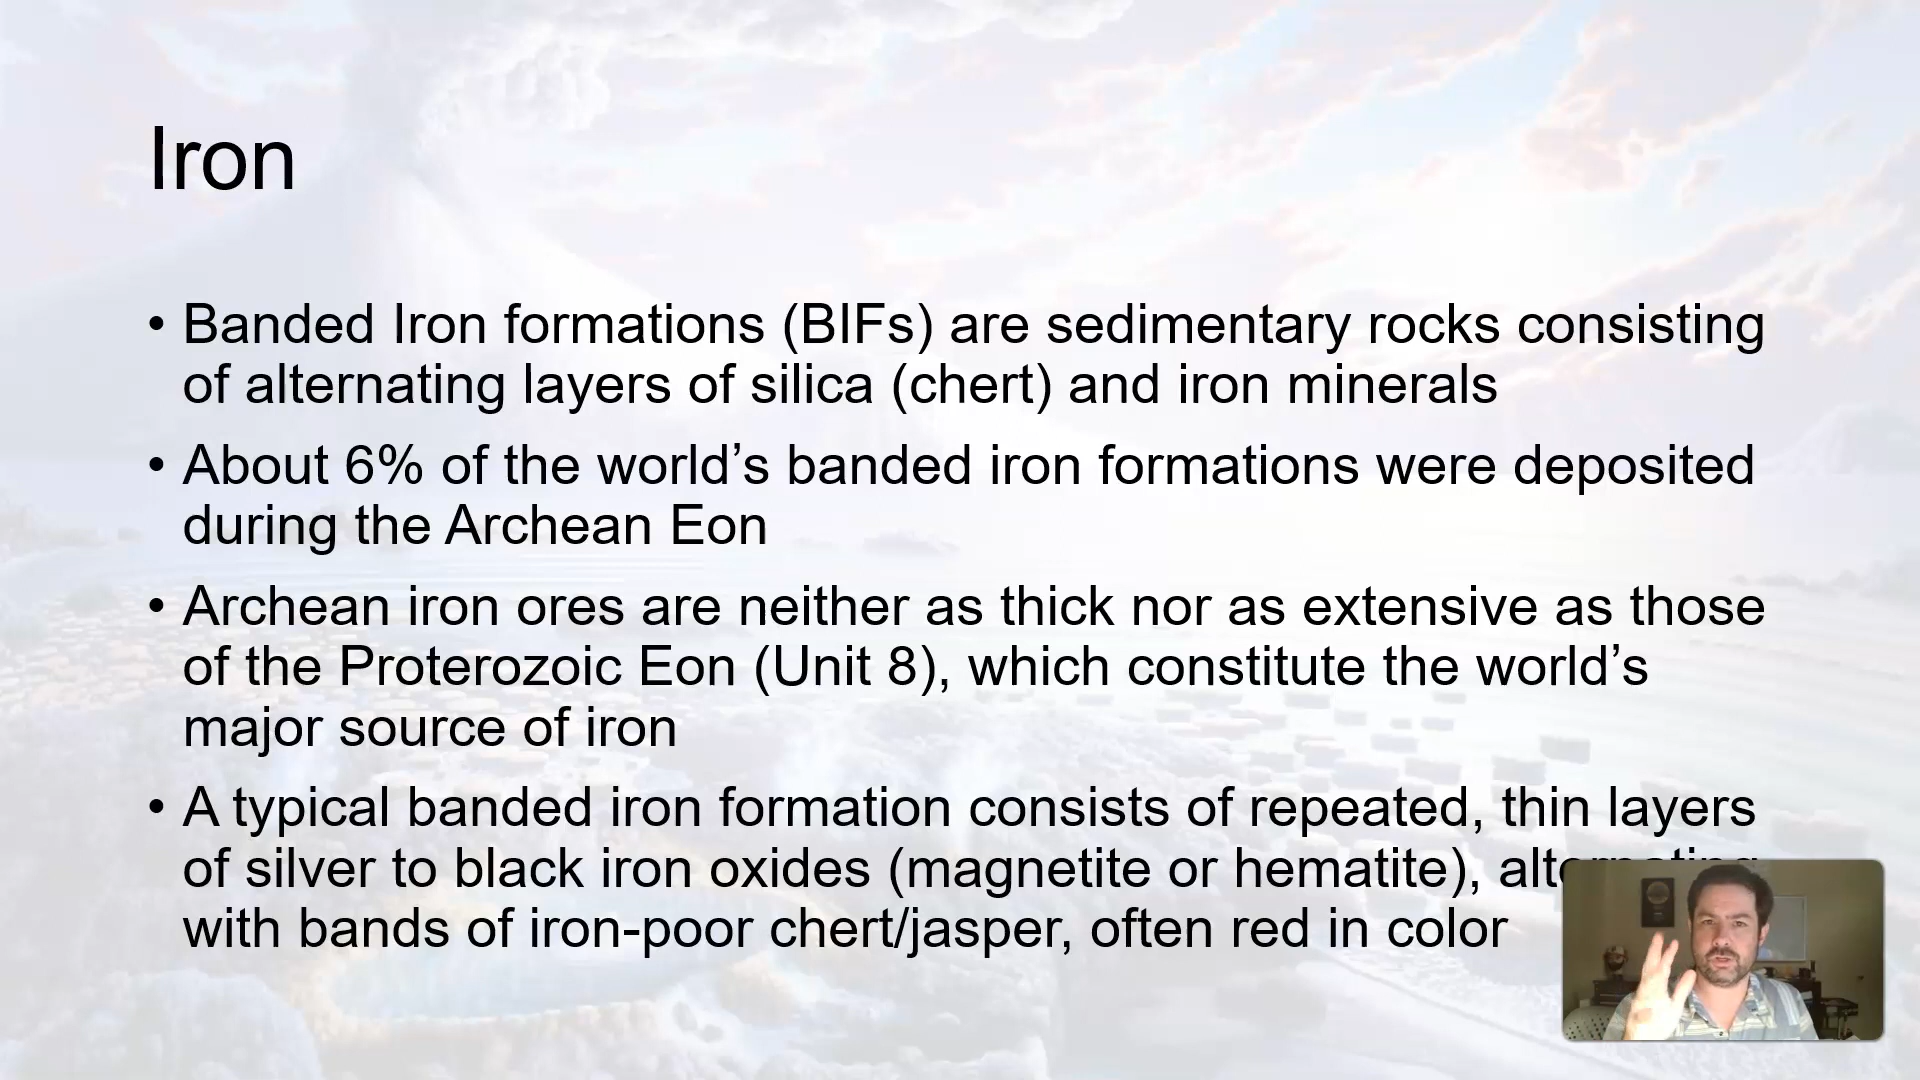 Iron
• Banded Iron formations (BIFs) are sedimentary rocks consisting
of alternating layers of silica (chert) and iron minerals
• About 6% of the world’s banded iron formations were deposited
during the Archean Eon
• Archean iron ores are neither as thick nor as extensive as those
of the Proterozoic Eon (Unit 8), which constitute the world’s
major source of iron
• A typical banded iron formation consists of repeated, thin layers
of silver to black iron oxides (magnetite or hematite), alternating
with bands of iron-poor chert/jasper, often red in color